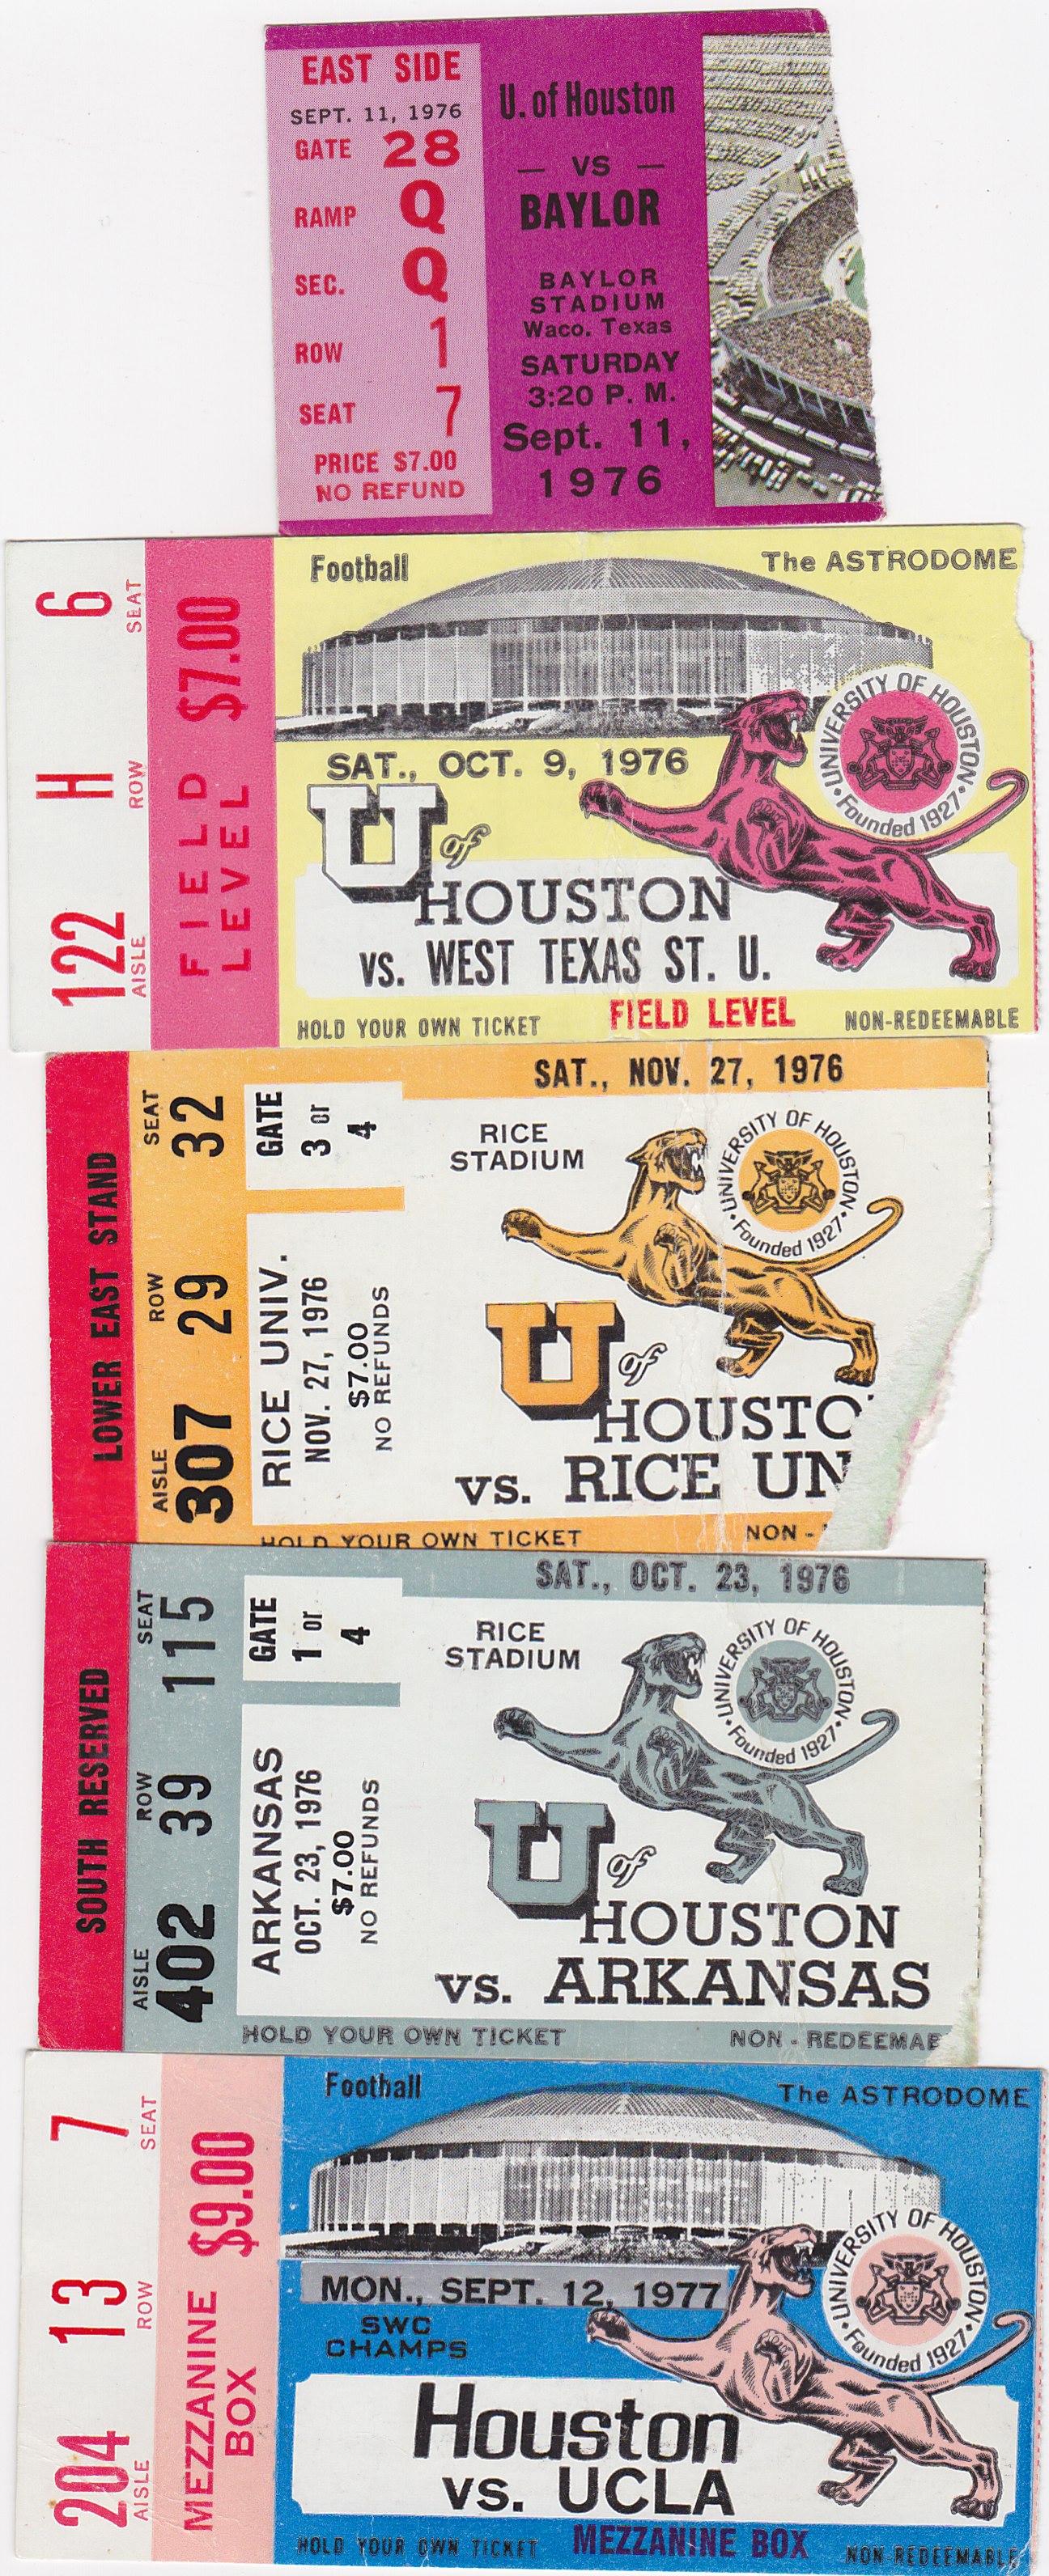 EAST SIDE
SEPT. 11, 1976
GATE 28
RAMP Q
SEC. Q
ROW 1
SEAT 7
PRICE $7.00
NO REFUND
U. of Houston
— VS —
BAYLOR
BAYLOR
STADIUM
Waco. Texas
SATURDAY
3:20 P. M.
Sept. 11,
1976
122 H 6
AISLE ROW SEAT
FIELD $7.00
LEVEL
Football
The ASTRODOME
SAT., OCT. 9, 1976
UNIVERSITY OF HOUSTON
Founded 1927
U of
HOUSTON
vs. WEST TEXAS ST. U.
HOLD YOUR OWN TICKET
FIELD LEVEL
NON-REDEEMABLE
LOWER EAST STAND
AISLE ROW SEAT
307 29 32
GATE
3 or
4
RICE UNIV.
NOV. 27, 1976
$7.00
NO REFUNDS
SAT., NOV. 27, 1976
RICE
STADIUM
UNIVERSITY OF HOUSTON
Founded 1927
U of
HOUSTO
vs. RICE UN
HOLD YOUR OWN TICKET
NON -
SOUTH RESERVED
AISLE ROW SEAT
402 39 115
GATE
1 or
4
ARKANSAS
OCT. 23, 1976
$7.00
NO REFUNDS
SAT., OCT. 23, 1976
RICE
STADIUM
UNIVERSITY OF HOUSTON
Founded 1927
U of
HOUSTON
vs. ARKANSAS
HOLD YOUR OWN TICKET
NON - REDEEMAB
204 13 7
AISLE ROW SEAT
MEZZANINE $9.00
BOX
Football
The ASTRODOME
MON., SEPT. 12, 1977
SWC
CHAMPS
UNIVERSITY OF HOUSTON
Founded 1927
Houston
vs. UCLA
HOLD YOUR OWN TICKET
MEZZANINE BOX
NON-REDEEMABLE